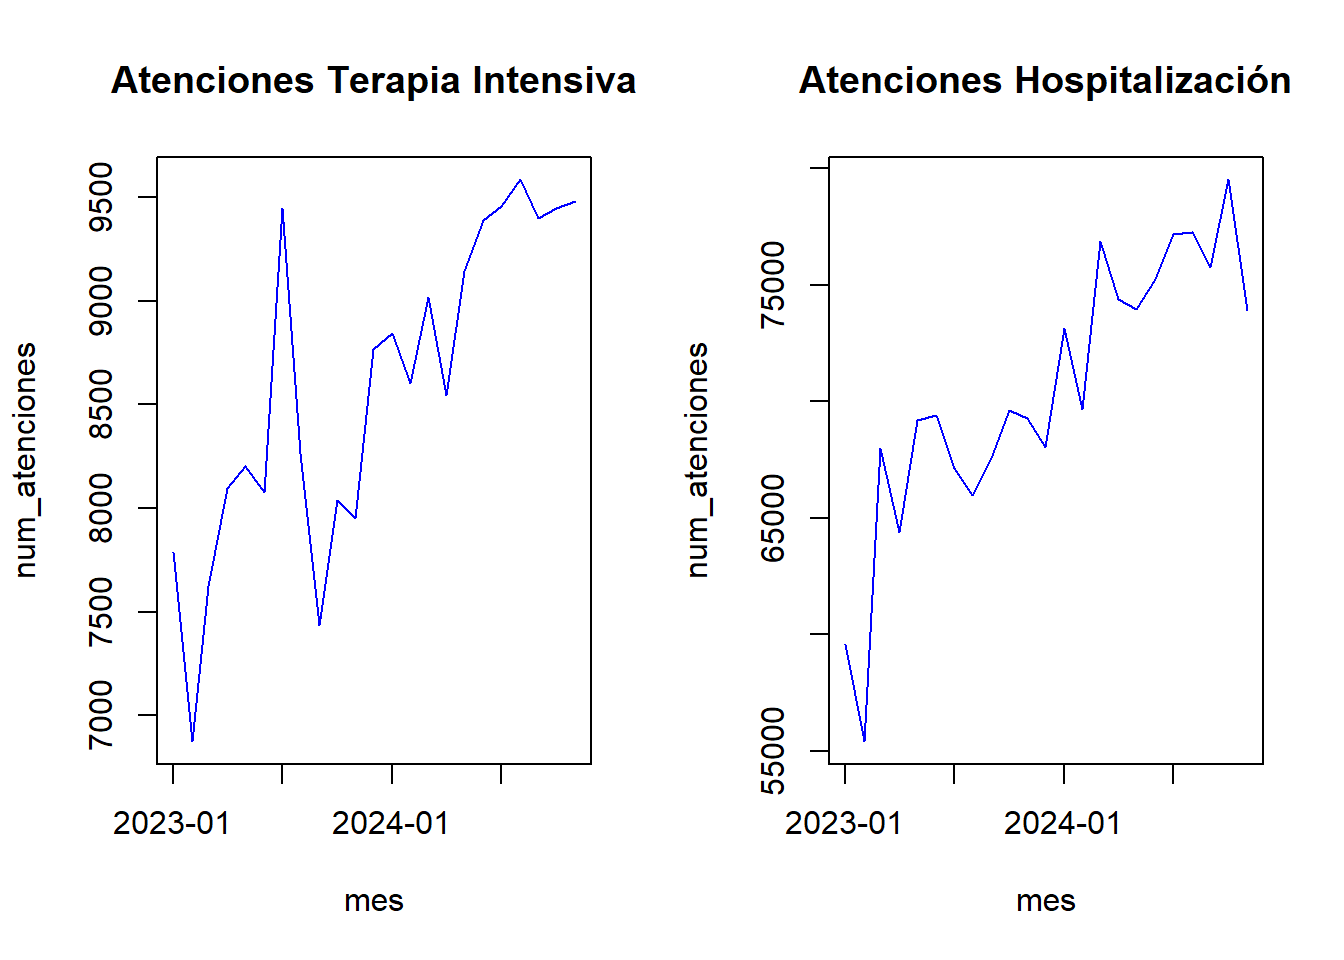 Atenciones Terapia Intensiva
num_atenciones
9500
9000
8500
8000
7500
7000
2023-01
2024-01
mes
Atenciones Hospitalización
num_atenciones
75000
65000
55000
2023-01
2024-01
mes